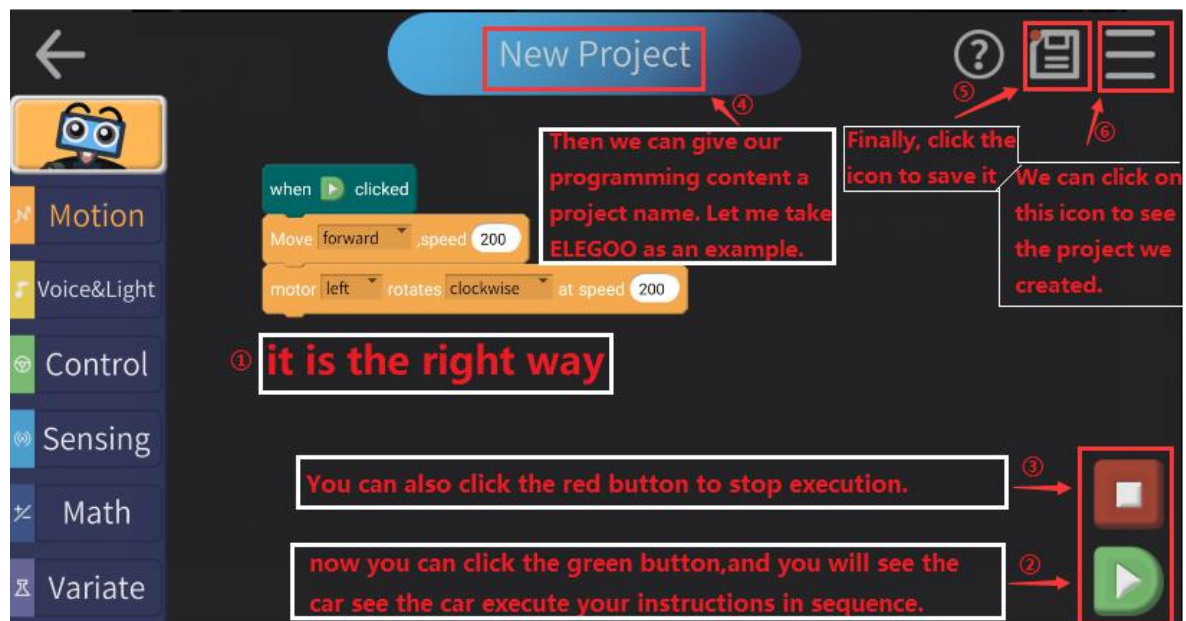 New Project
④
⑤
⑥
Then we can give our
programming content a
project name. Let me take
ELEGOO as an example.
Finally, click the
icon to save it
We can click on
this icon to see
the project we
created.
when clicked
Move forward ,speed 200
motor left rotates clockwise at speed 200
① it is the right way
Motion
Voice&Light
Control
Sensing
Math
Variate
You can also click the red button to stop execution.
③
now you can click the green button,and you will see the
car see the car execute your instructions in sequence.
②